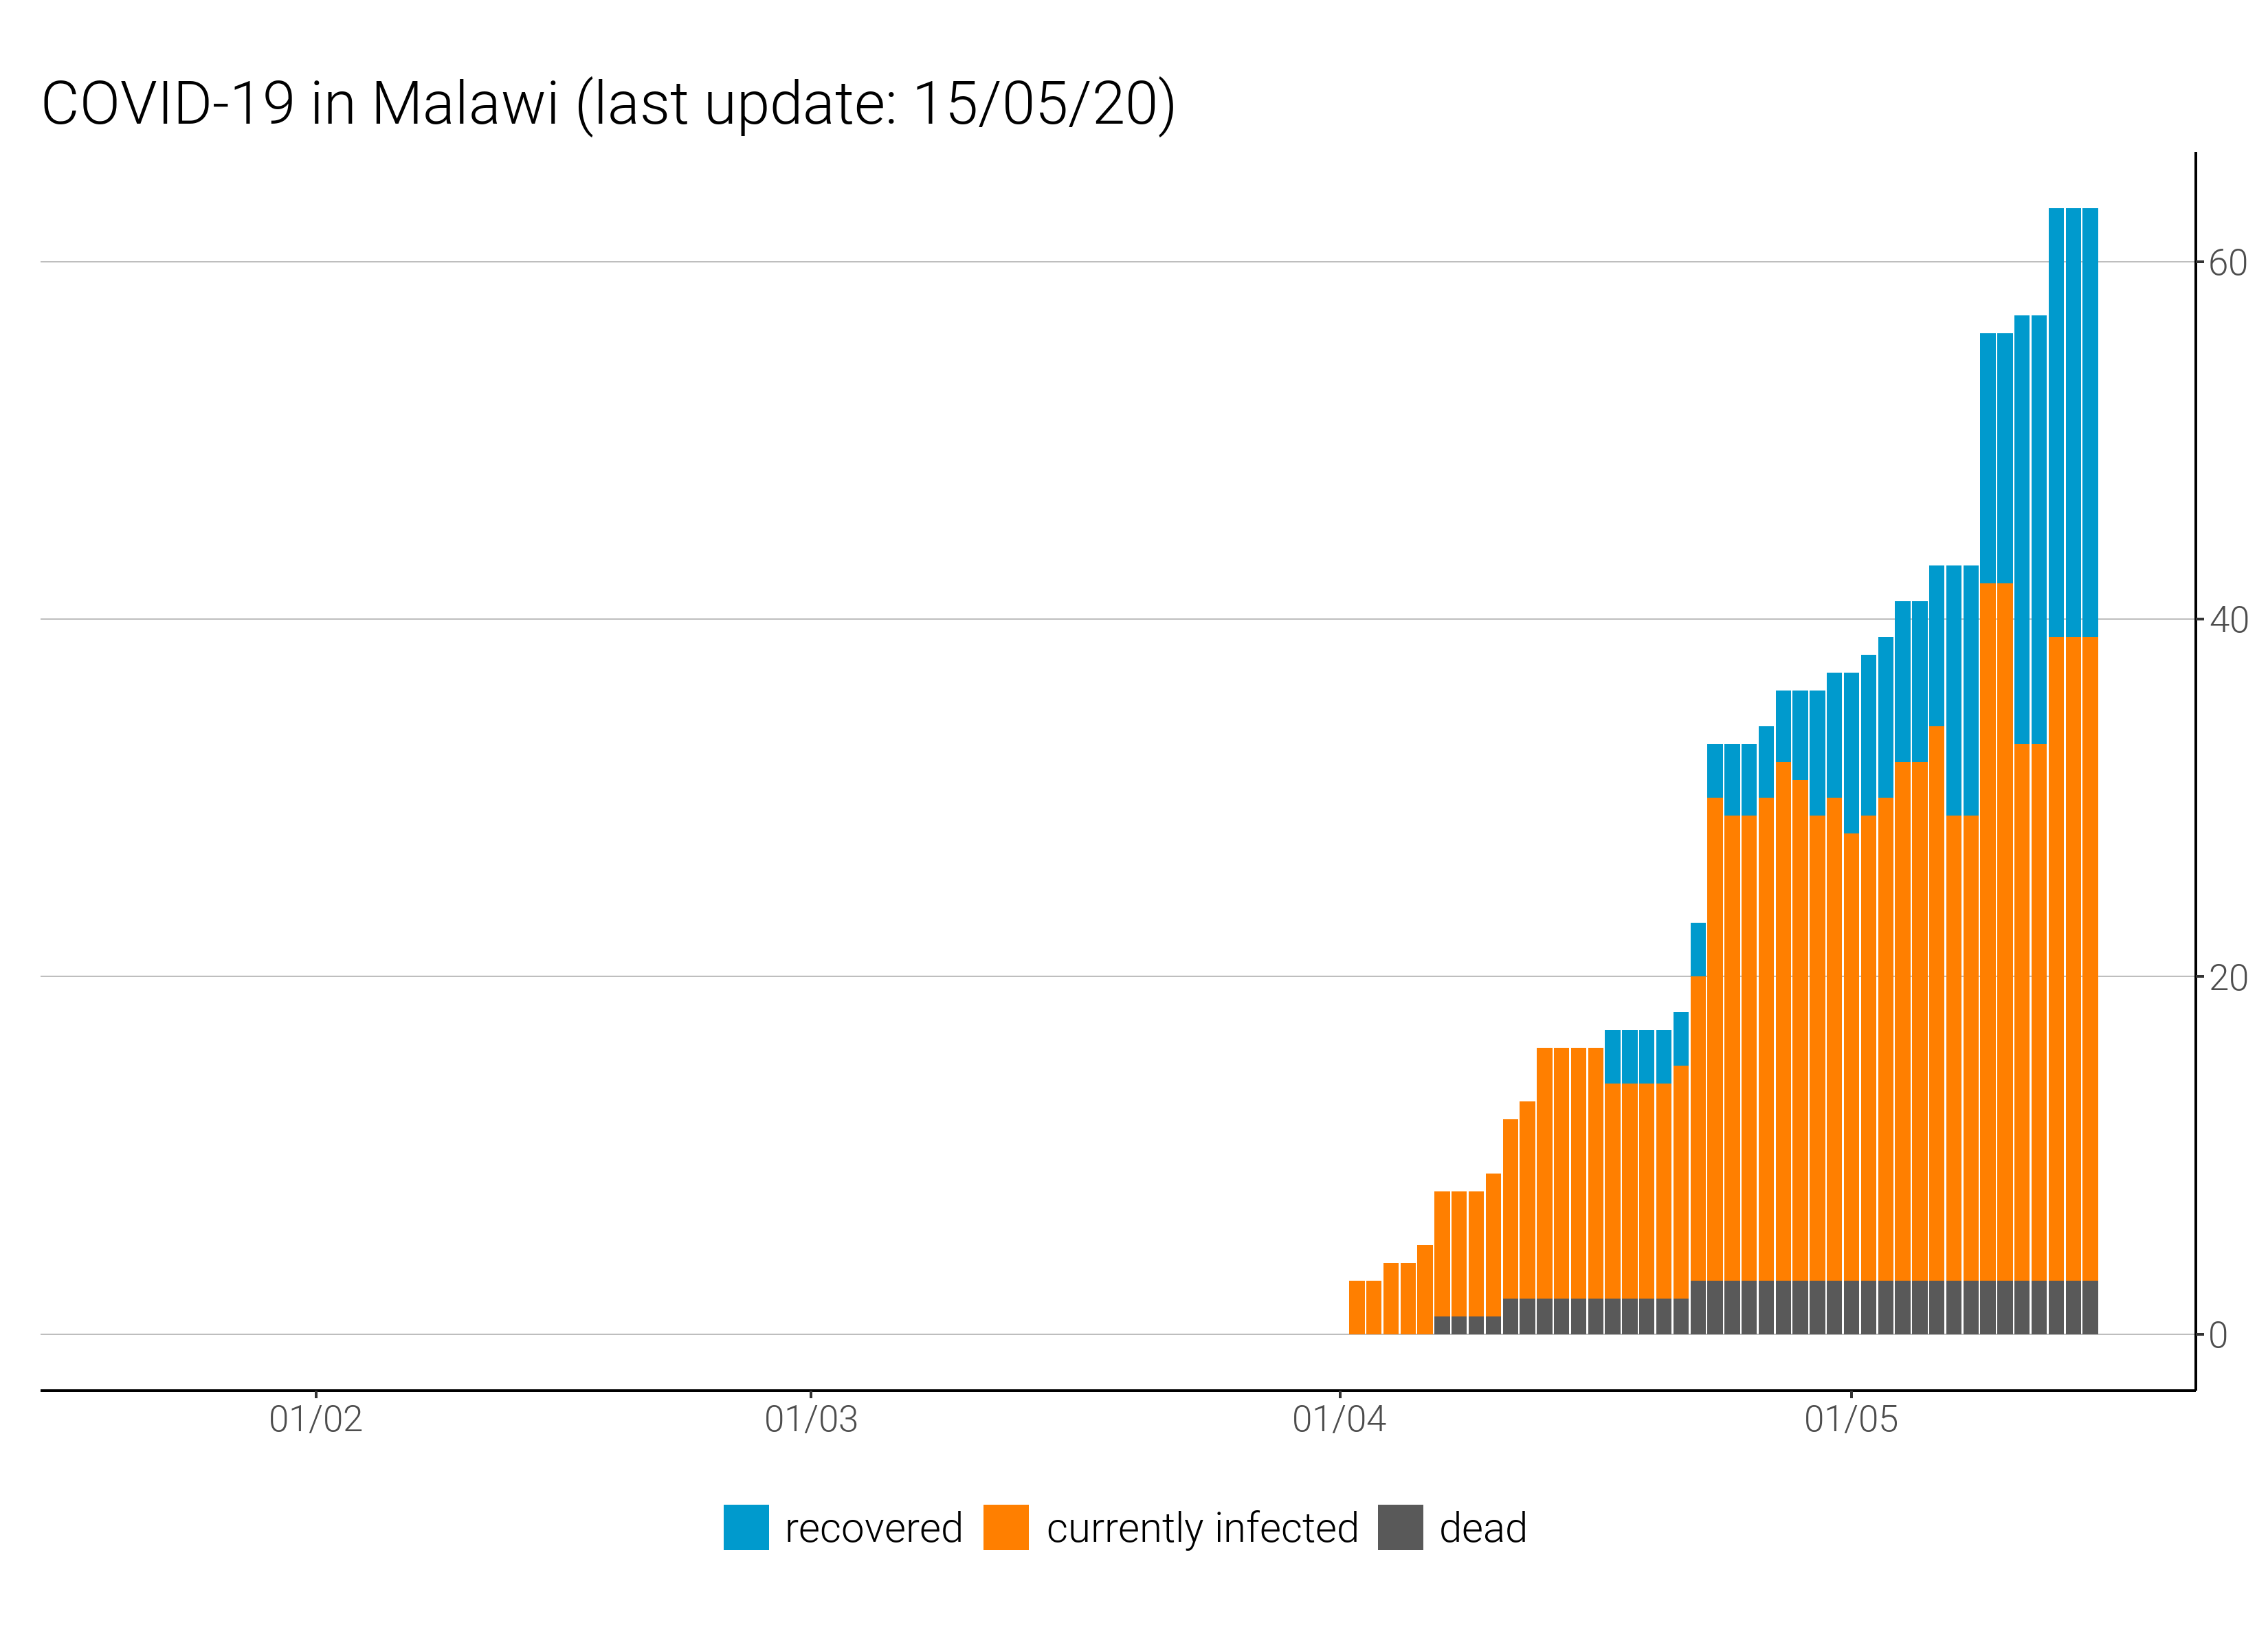 COVID-19 in Malawi (last update: 15/05/20)
60
40
20
0
01/02 01/03 01/04 01/05
recovered currently infected dead